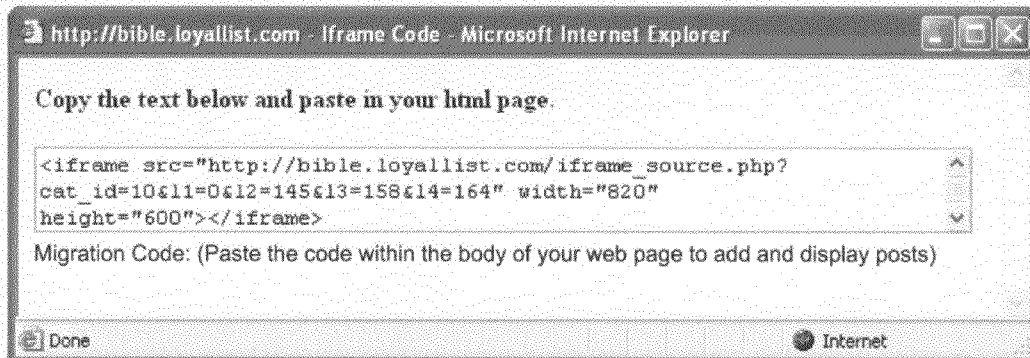 http://bible.loyallist.com - Iframe Code - Microsoft Internet Explorer
Copy the text below and paste in your html page.
<iframe src="http://bible.loyallist.com/iframe_source.php?
cat_id=10&l1=0&l2=145&l3=158&l4=164" width="820"
height="600"></iframe>
Migration Code: (Paste the code within the body of your web page to add and display posts)
Done
Internet